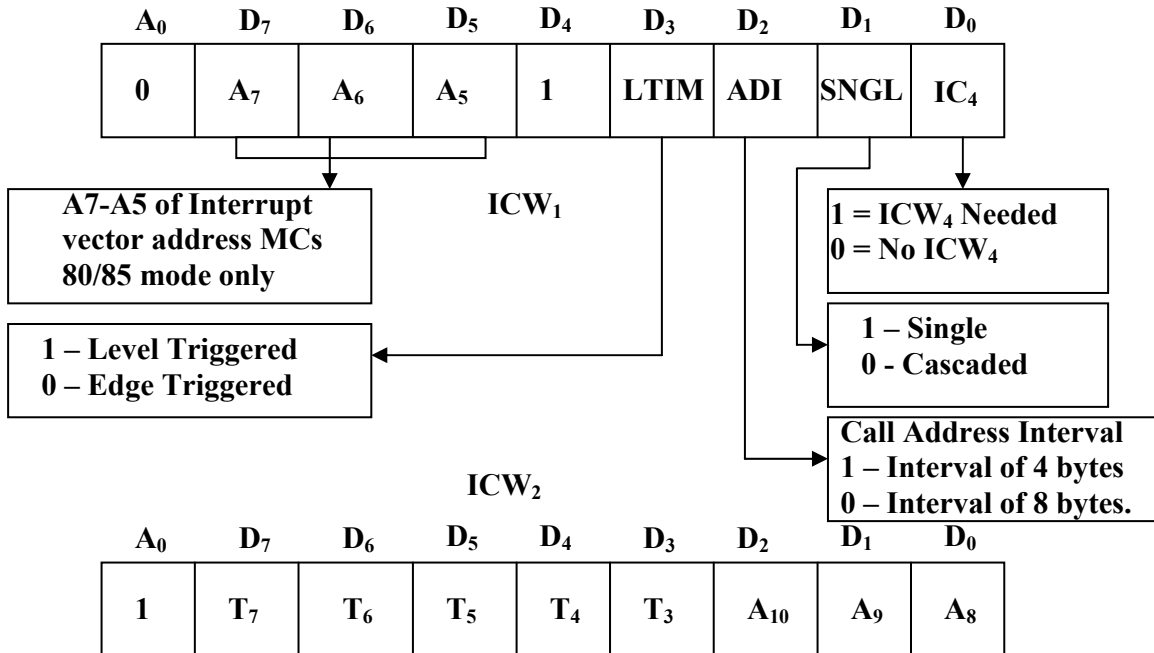 A₀ D₇ D₆ D₅ D₄ D₃ D₂ D₁ D₀
0 A₇ A₆ A₅ 1 LTIM ADI SNGL IC₄
A7-A5 of Interrupt
vector address MCs
80/85 mode only
ICW₁
1 = ICW₄ Needed
0 = No ICW₄
1 – Level Triggered
0 – Edge Triggered
1 – Single
0 - Cascaded
Call Address Interval
1 – Interval of 4 bytes
0 – Interval of 8 bytes.
ICW₂
A₀ D₇ D₆ D₅ D₄ D₃ D₂ D₁ D₀
1 T₇ T₆ T₅ T₄ T₃ A₁₀ A₉ A₈